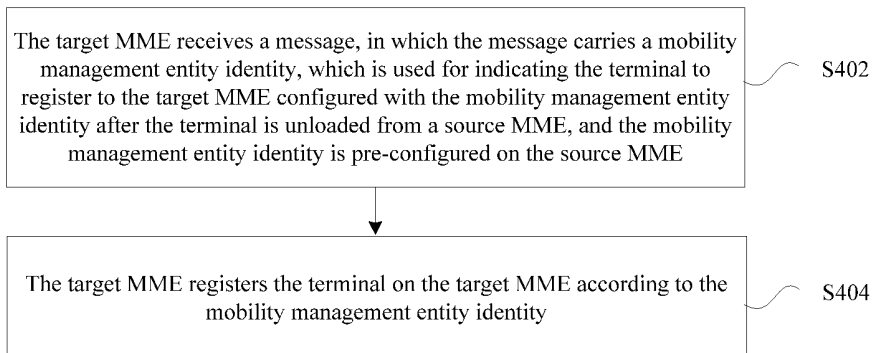 The target MME receives a message, in which the message carries a mobility
management entity identity, which is used for indicating the terminal to
register to the target MME configured with the mobility management entity
identity after the terminal is unloaded from a source MME, and the mobility
management entity identity is pre-configured on the source MME
S402
The target MME registers the terminal on the target MME according to the
mobility management entity identity
S404